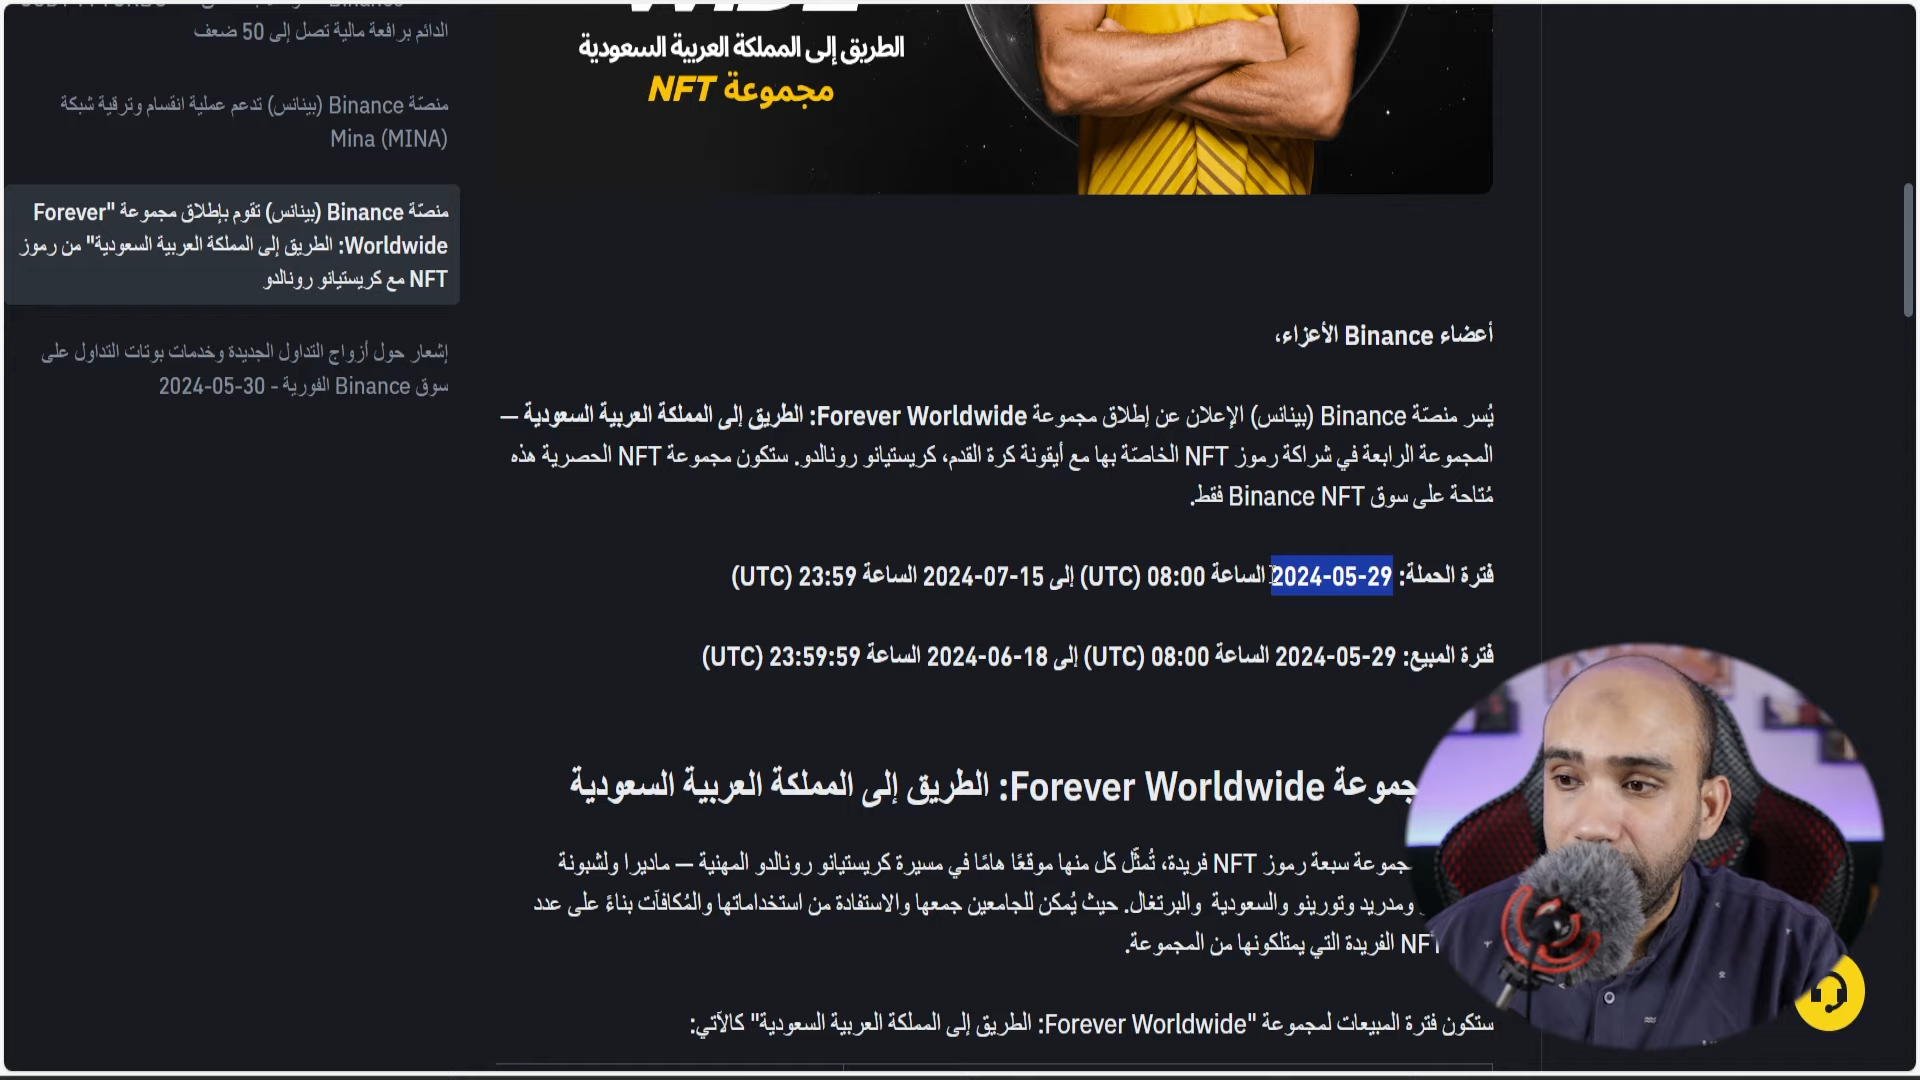 الدائم برافعة مالية تصل إلى 50 ضعف
منصّة Binance (بينانس) تدعم عملية انقسام وترقية شبكة
Mina (MINA)
منصّة Binance (بينانس) تقوم بإطلاق مجموعة "Forever
Worldwide: الطريق إلى المملكة العربية السعودية" من رموز
NFT مع كريستيانو رونالدو
إشعار حول أزواج التداول الجديدة وخدمات بوتات التداول على
سوق Binance الفورية - 30-05-2024
الطريق إلى المملكة العربية السعودية
مجموعة NFT
أعضاء Binance الأعزاء،
يُسر منصّة Binance (بينانس) الإعلان عن إطلاق مجموعة Forever Worldwide: الطريق إلى المملكة العربية السعودية —
المجموعة الرابعة في شراكة رموز NFT الخاصّة بها مع أيقونة كرة القدم، كريستيانو رونالدو. ستكون مجموعة NFT الحصرية هذه
مُتاحة على سوق Binance NFT فقط.
فترة الحملة: 2024-05-29 الساعة 08:00 (UTC) إلى 2024-07-15 الساعة 23:59 (UTC)
فترة المبيع: 2024-05-29 الساعة 08:00 (UTC) إلى 2024-06-18 الساعة 23:59:59 (UTC)
جموعة Forever Worldwide: الطريق إلى المملكة العربية السعودية
جموعة سبعة رموز NFT فريدة، تُمثّل كل منها موقعًا هامًا في مسيرة كريستيانو رونالدو المهنية — ماديرا ولشبونة
ومدريد وتورينو والسعودية والبرتغال. حيث يُمكن للجامعين جمعها والاستفادة من استخداماتها والمُكافآت بناءً على عدد
NFT الفريدة التي يمتلكونها من المجموعة.
ستكون فترة المبيعات لمجموعة "Forever Worldwide: الطريق إلى المملكة العربية السعودية" كالآتي: